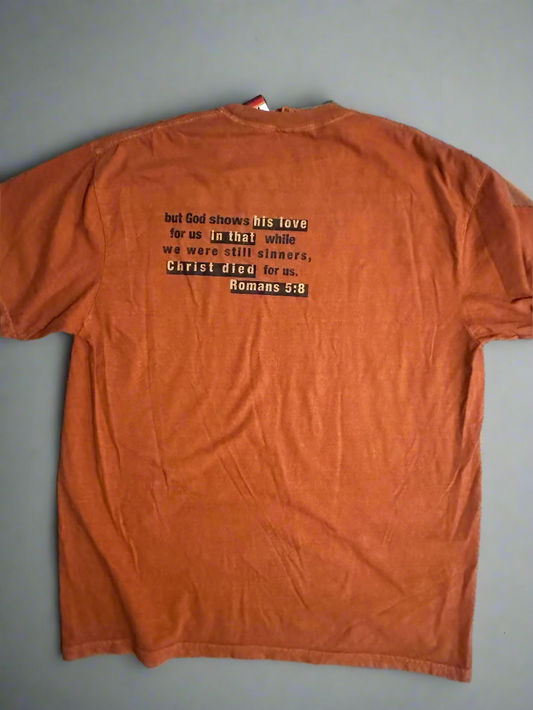 but God shows his love
for us in that while
we were still sinners,
Christ died for us.
Romans 5:8